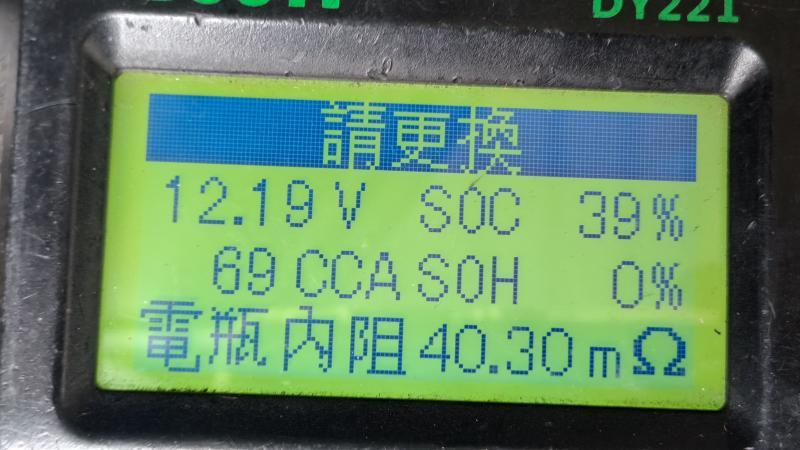 DY221
請更換
12.19 V SOC 39%
69 CCA SOH 0%
電瓶內阻 40.30 mΩ